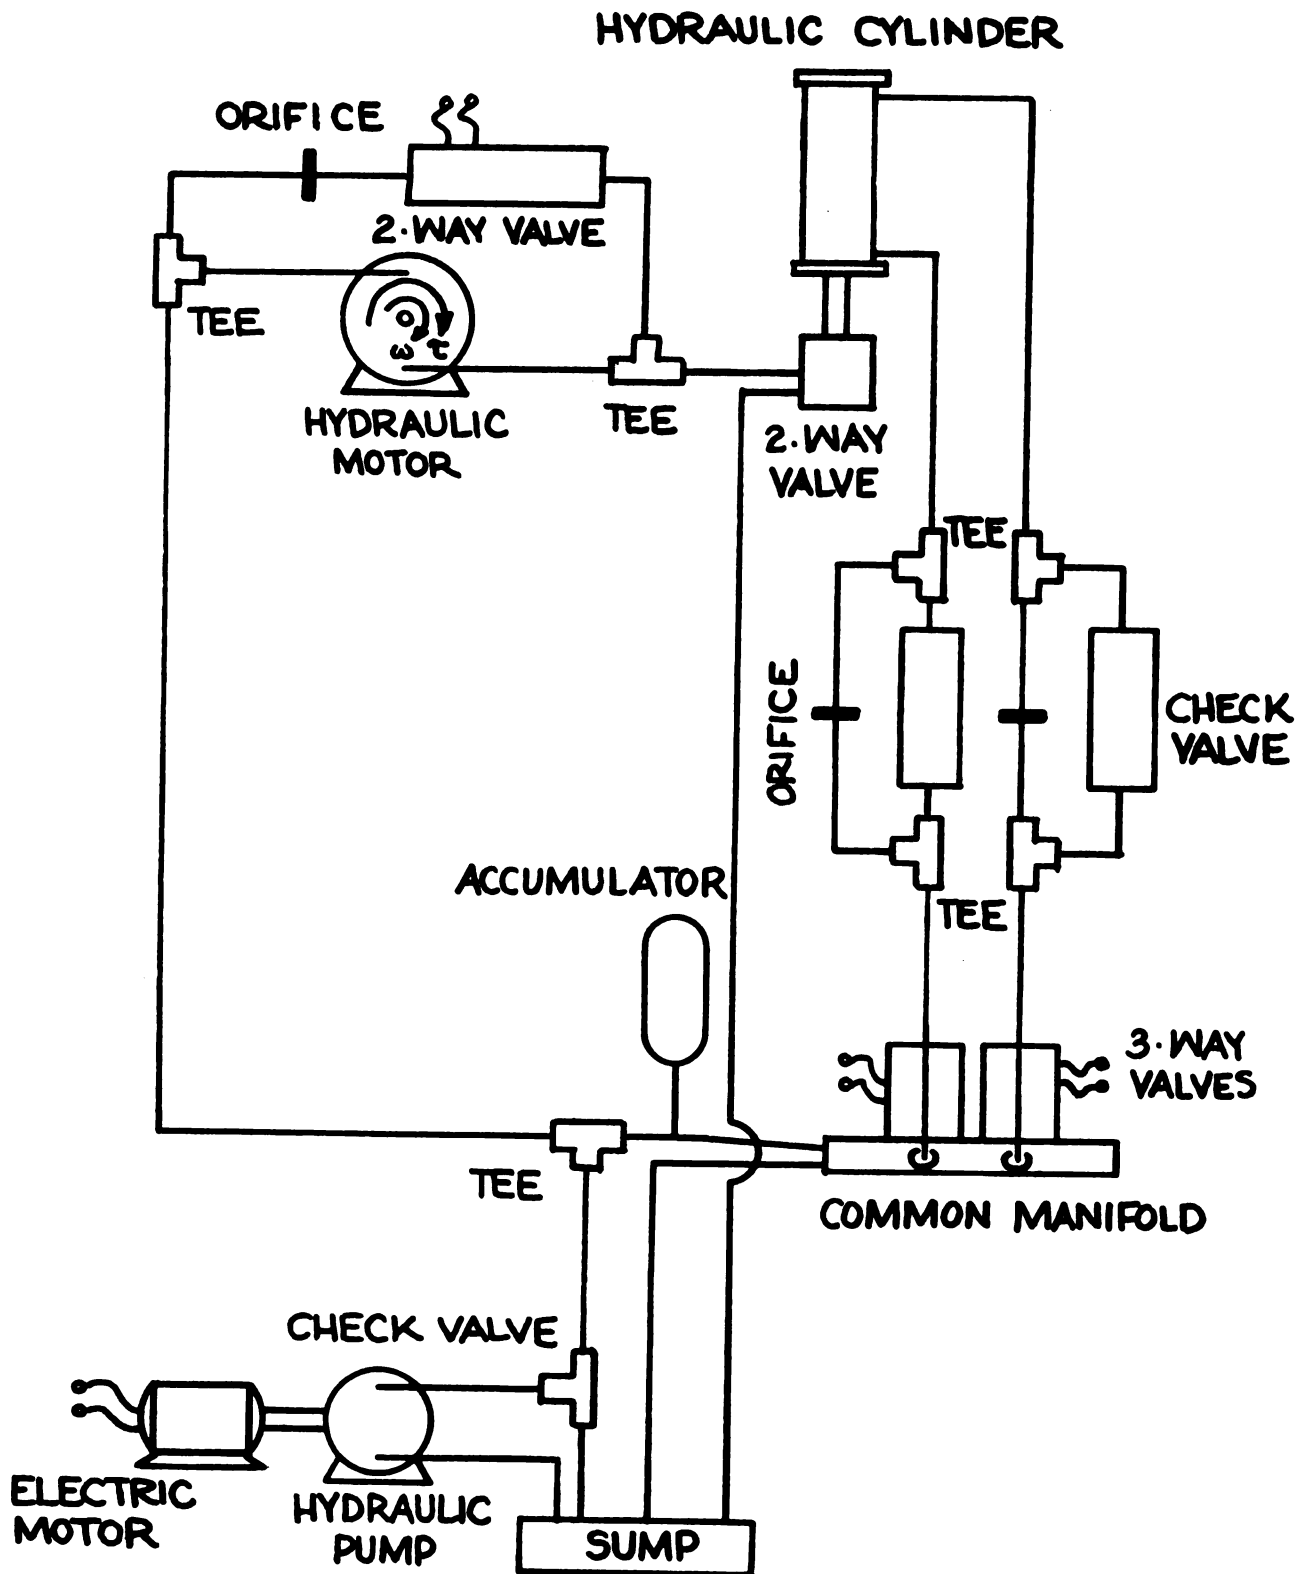 HYDRAULIC CYLINDER
ORIFICE
2·WAY VALVE
TEE
ω τ
HYDRAULIC
MOTOR
TEE
2·WAY
VALVE
TEE
ORIFICE
CHECK
VALVE
TEE
ACCUMULATOR
3·WAY
VALVES
TEE
COMMON MANIFOLD
CHECK VALVE
ELECTRIC
MOTOR
HYDRAULIC
PUMP
SUMP